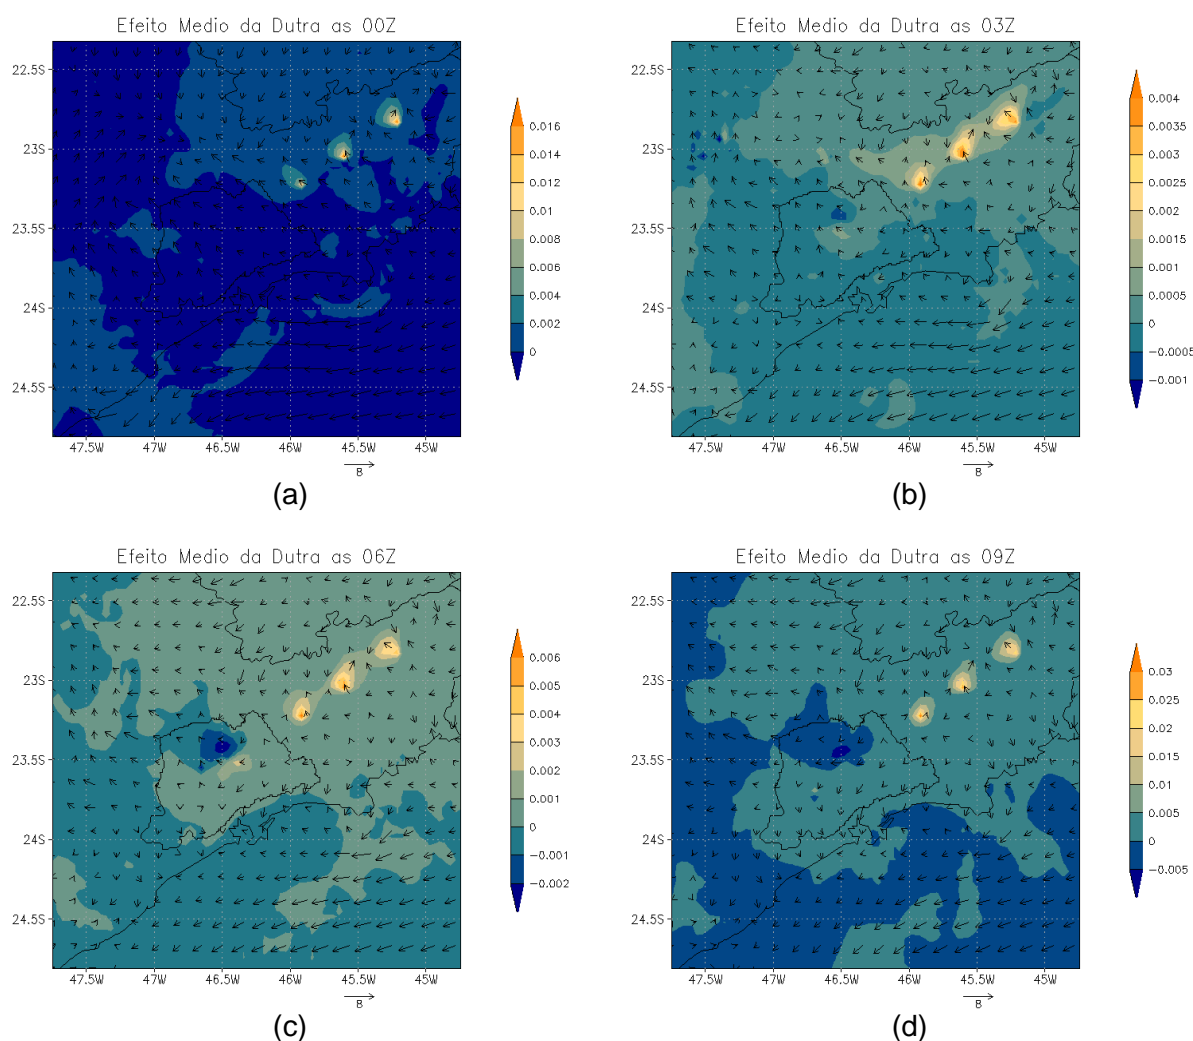 Efeito Medio da Dutra as 00Z
22.5S
23S
23.5S
24S
24.5S
47.5W 47W 46.5W 46W 45.5W 45W
0.016
0.014
0.012
0.01
0.008
0.006
0.004
0.002
0
8
(a)
Efeito Medio da Dutra as 03Z
22.5S
23S
23.5S
24S
24.5S
47.5W 47W 46.5W 46W 45.5W 45W
0.004
0.0035
0.003
0.0025
0.002
0.0015
0.001
0.0005
0
-0.0005
-0.001
8
(b)
Efeito Medio da Dutra as 06Z
22.5S
23S
23.5S
24S
24.5S
47.5W 47W 46.5W 46W 45.5W 45W
0.006
0.005
0.004
0.003
0.002
0.001
0
-0.001
-0.002
8
(c)
Efeito Medio da Dutra as 09Z
22.5S
23S
23.5S
24S
24.5S
47.5W 47W 46.5W 46W 45.5W 45W
0.03
0.02
0.015
0.01
0.005
0
-0.005
8
(d)